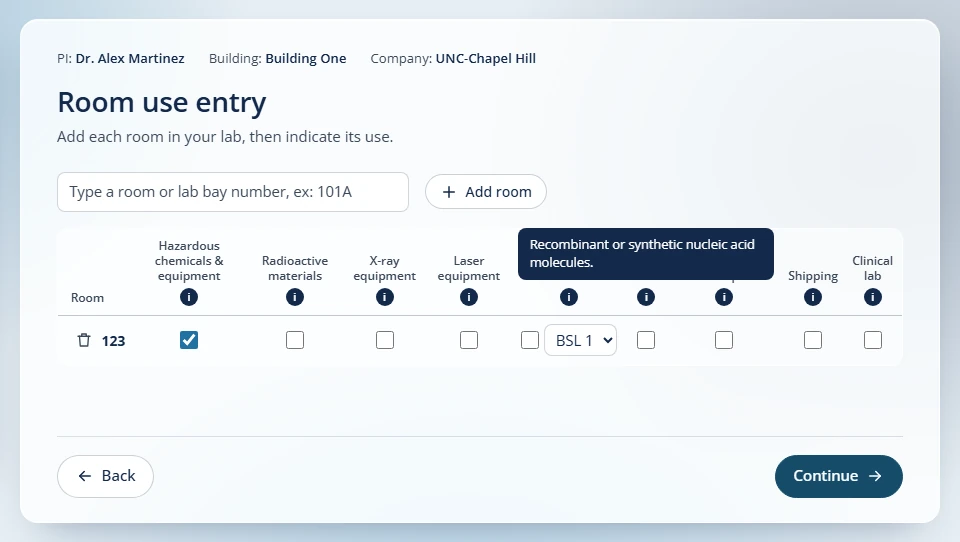 PI: Dr. Alex Martinez Building: Building One Company: UNC-Chapel Hill
Room use entry
Add each room in your lab, then indicate its use.
Type a room or lab bay number, ex: 101A
Add room
Room
Hazardous
chemicals &
equipment
Radioactive
materials
X-ray
equipment
Laser
equipment
Recombinant or synthetic nucleic acid
molecules.
Shipping
Clinical
lab
123
BSL 1
Back
Continue